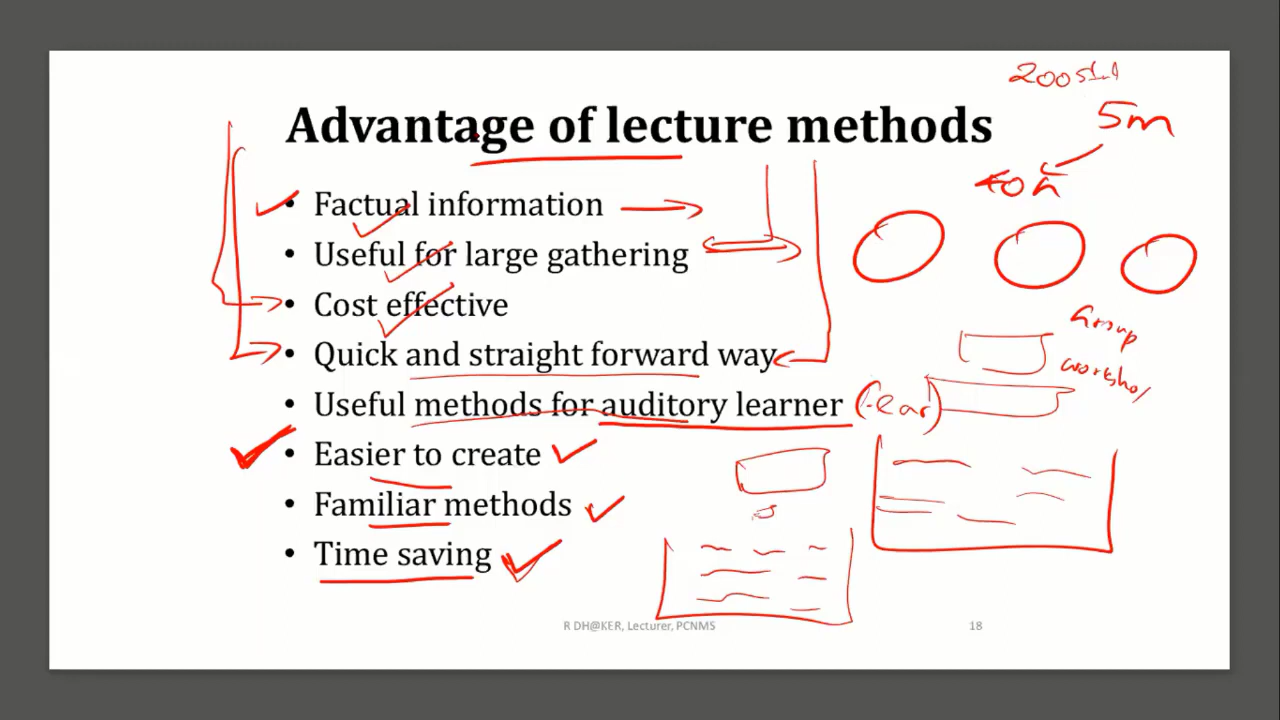 200 std
5m
Advantage of lecture methods
40
• Factual information
• Useful for large gathering
• Cost effective
Group
• Quick and straight forward way
workshop
• Useful methods for auditory learner (fear)
• Easier to create
• Familiar methods
• Time saving
R DH@KER, Lecturer, PCNMS
18